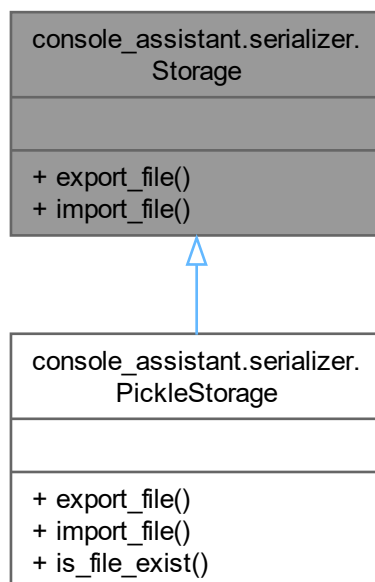 console_assistant.serializer.
Storage
+ export_file()
+ import_file()
console_assistant.serializer.
PickleStorage
+ export_file()
+ import_file()
+ is_file_exist()